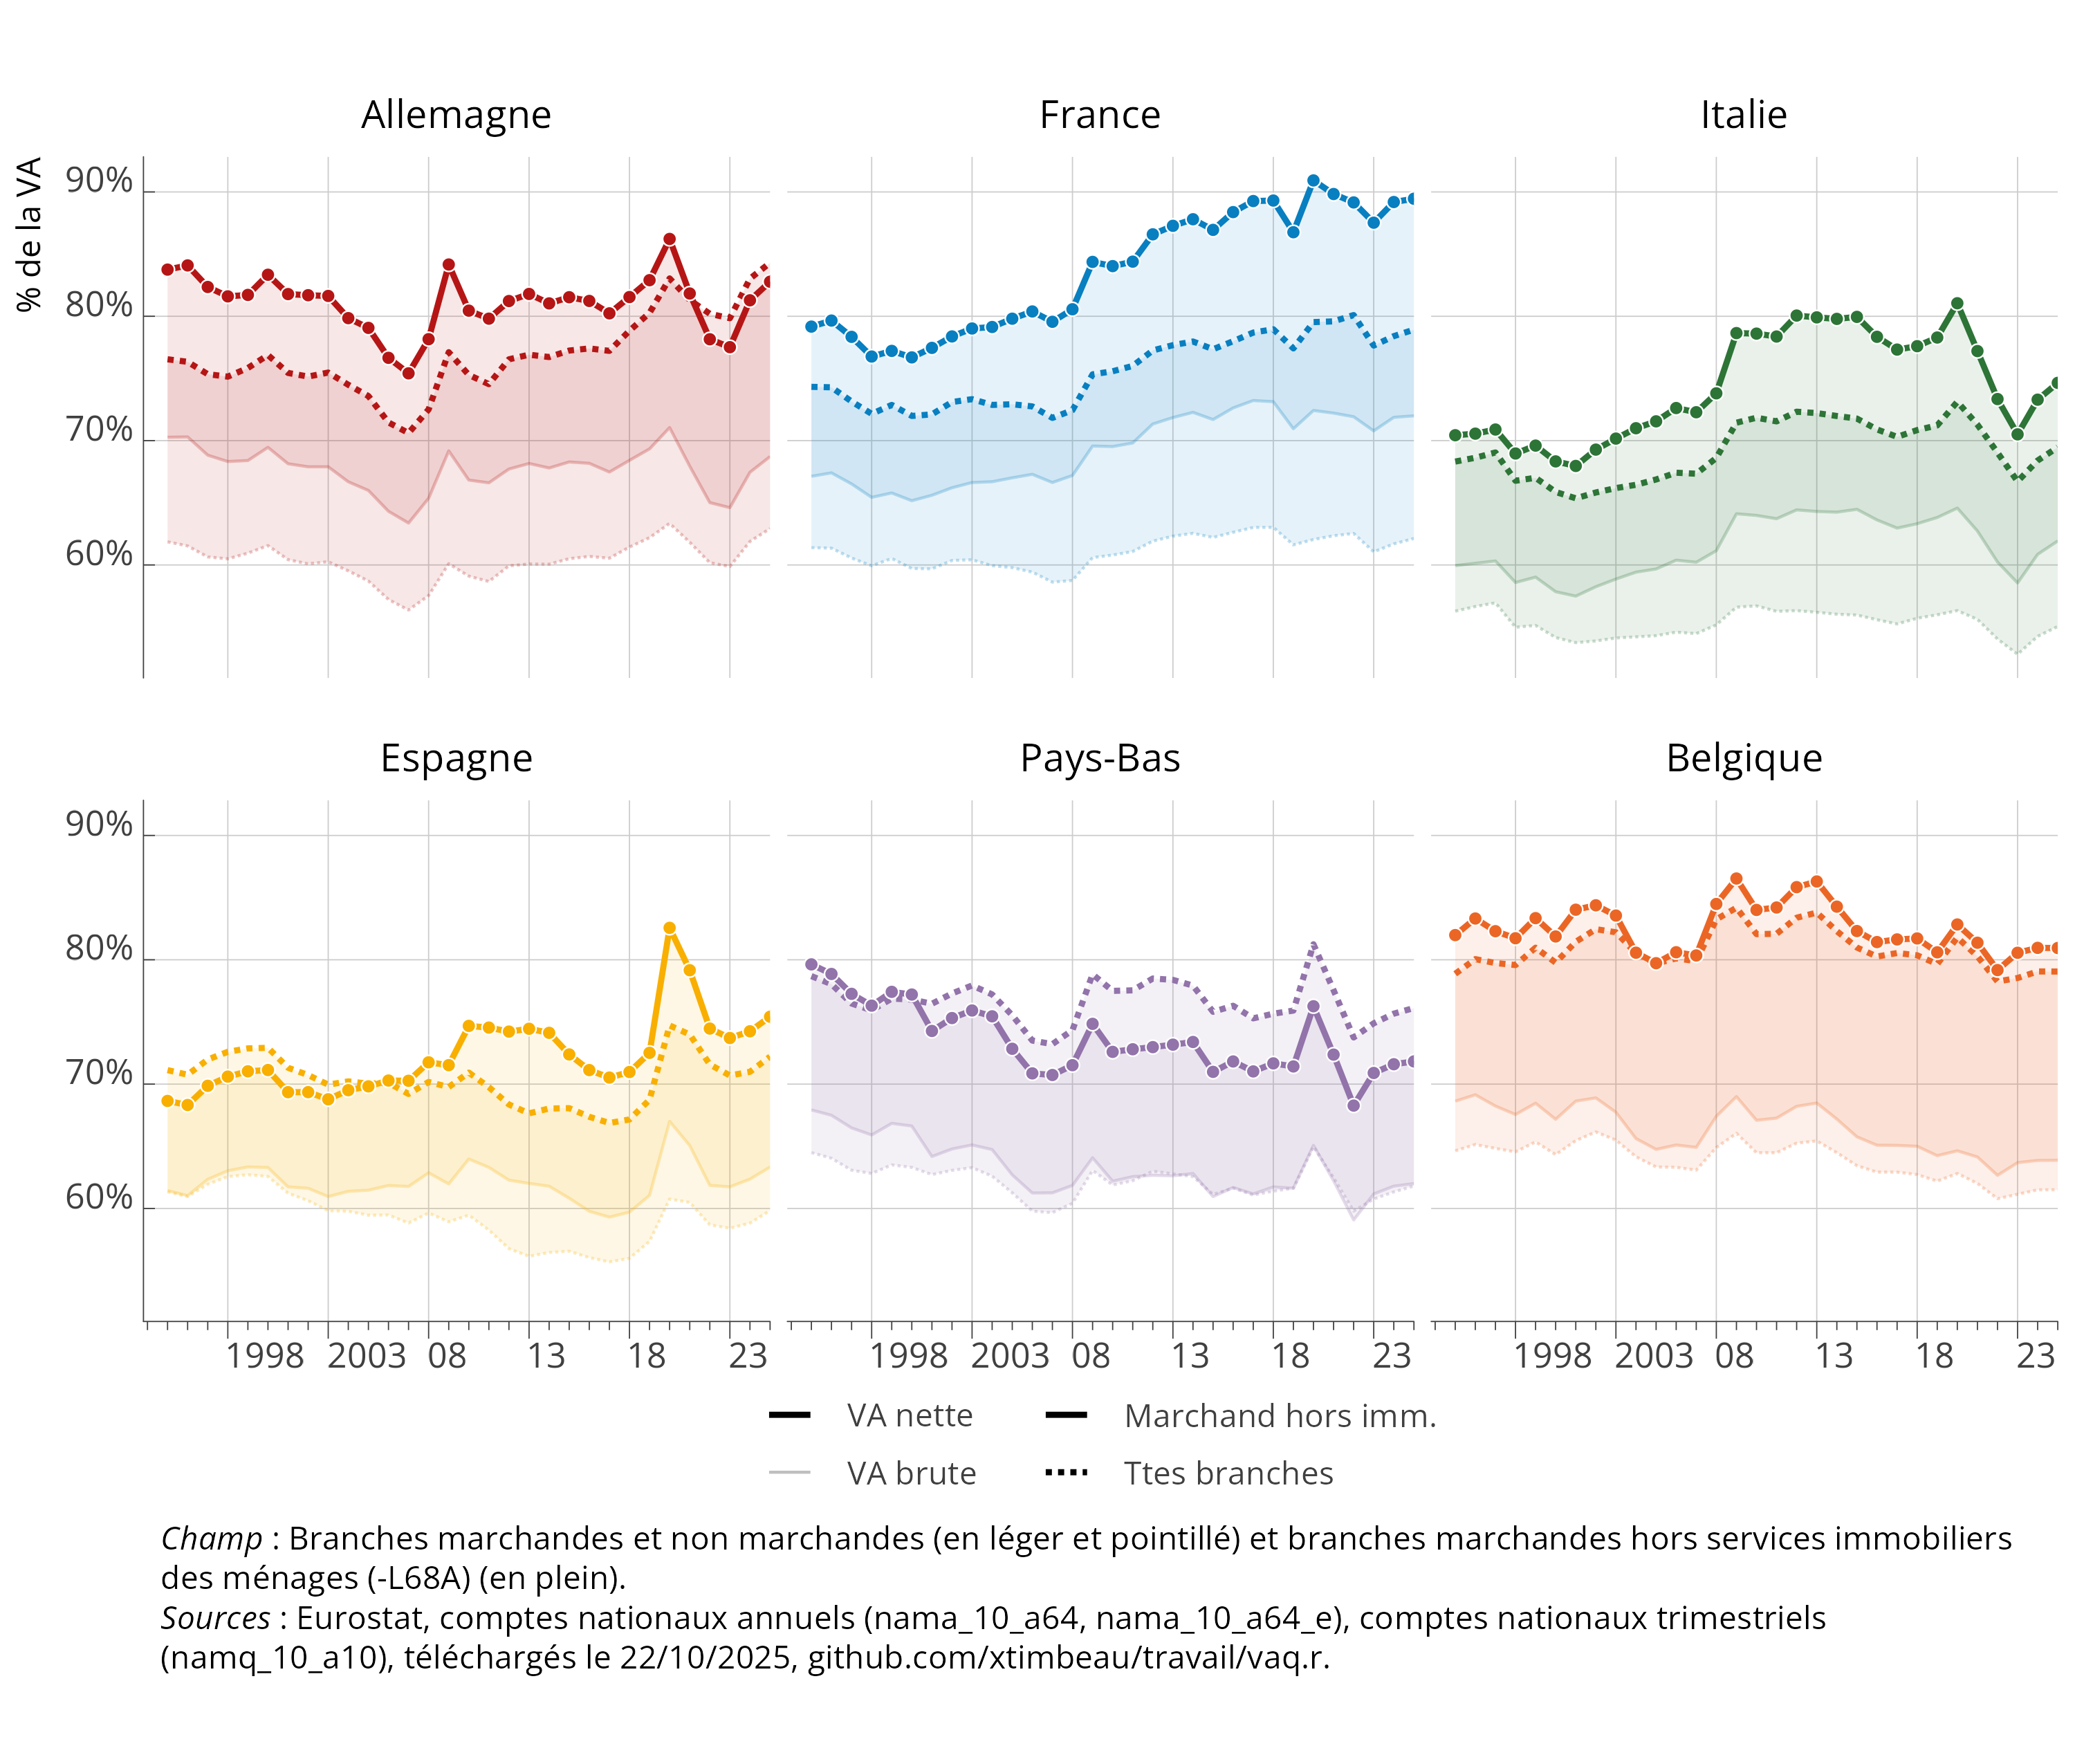 Allemagne
France
Italie
% de la VA
90%
80%
70%
60%
Espagne
Pays-Bas
Belgique
90%
80%
70%
60%
1998 2003 08 13 18 23
1998 2003 08 13 18 23
1998 2003 08 13 18 23
VA nette
Marchand hors imm.
VA brute
Ttes branches
Champ : Branches marchandes et non marchandes (en léger et pointillé) et branches marchandes hors services immobiliers
des ménages (-L68A) (en plein).
Sources : Eurostat, comptes nationaux annuels (nama_10_a64, nama_10_a64_e), comptes nationaux trimestriels
(namq_10_a10), téléchargés le 22/10/2025, github.com/xtimbeau/travail/vaq.r.